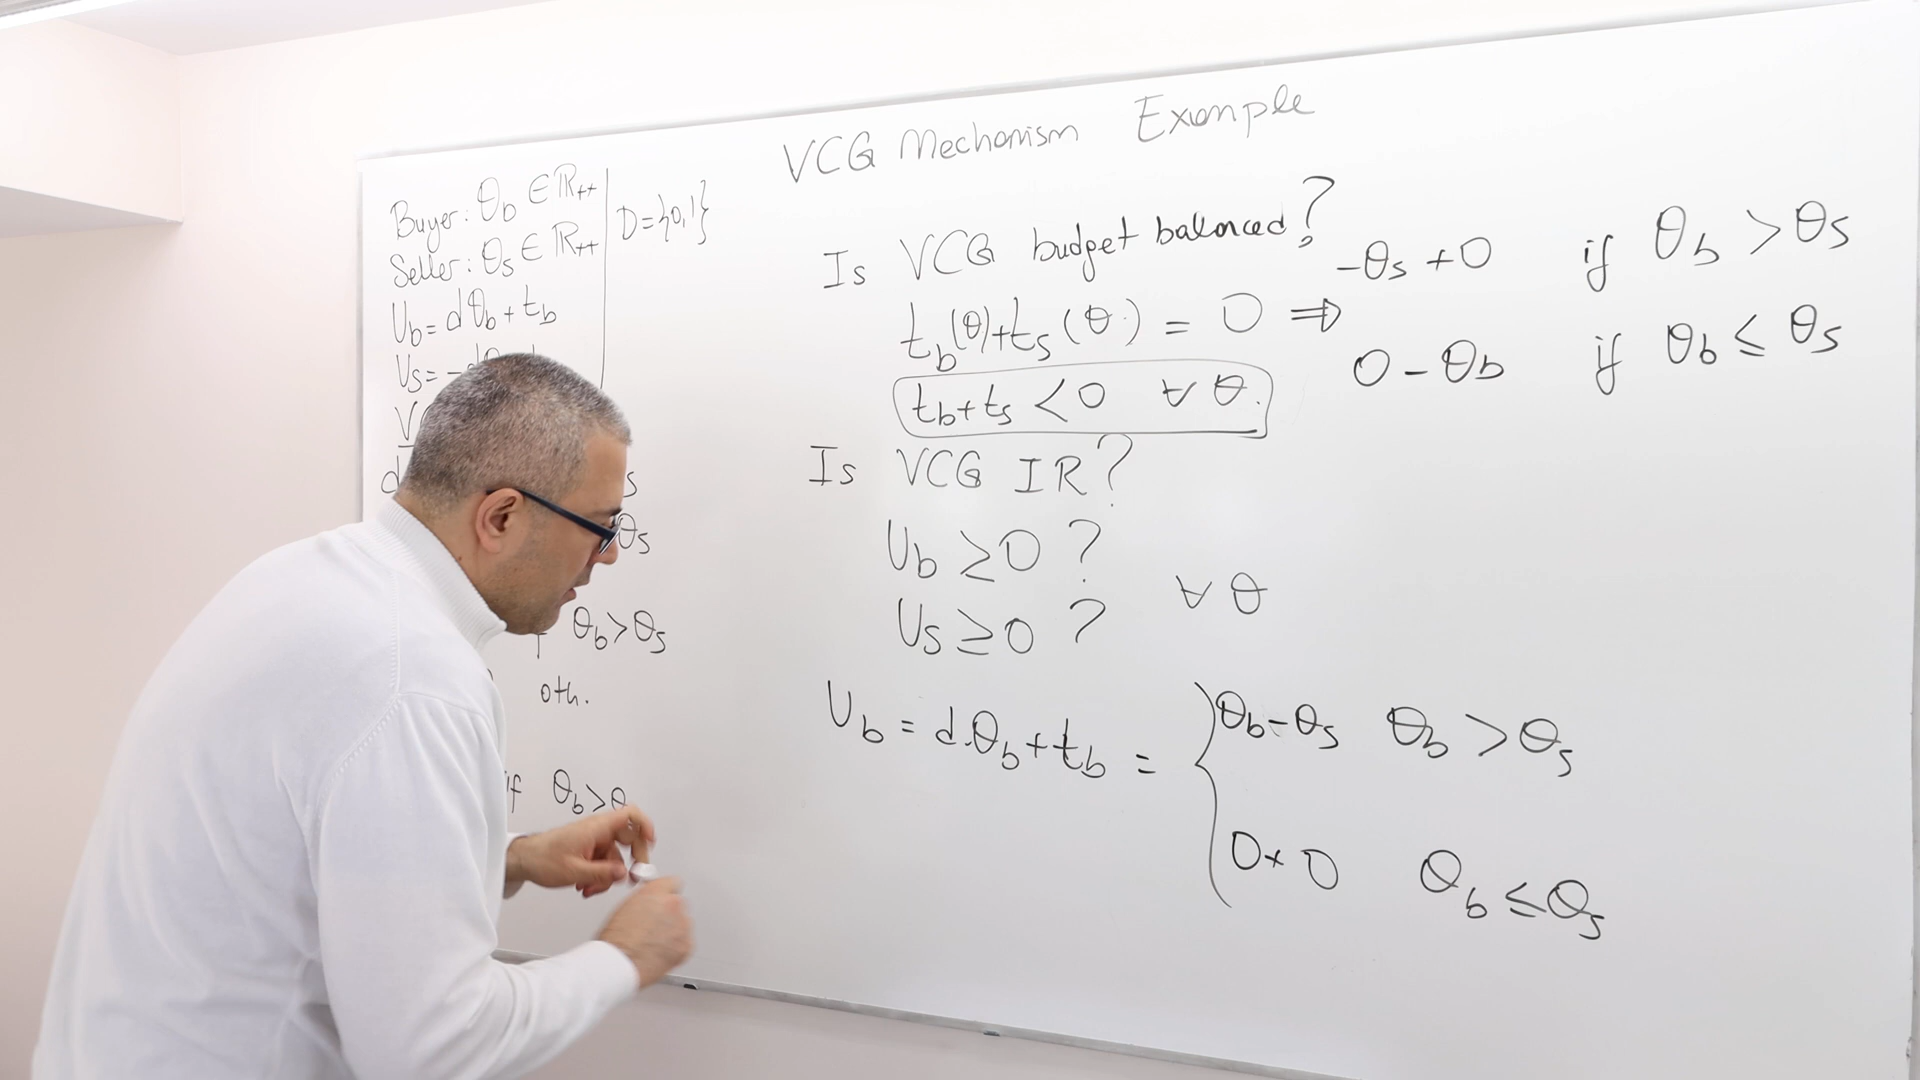 VCG Mechanism Example
Buyer: θb ∈ ℝ++
Seller: θs ∈ ℝ++
D={0,1}
Ub= dθb + tb
Us= -
θb>θs
oth.
if θb>θ
Is VCG budget balanced?
tb(θ)+ts(θ) = 0 ⇒
-θs +0 if θb >θs
0 - θb if θb ≤ θs
tb+ts <0 ∀ θ.
Is VCG IR?
Ub ≥0 ?
Us ≥0 ?
∀ θ
Ub = d.θb+tb =
θb-θs θb >θs
0+0 θb ≤θs